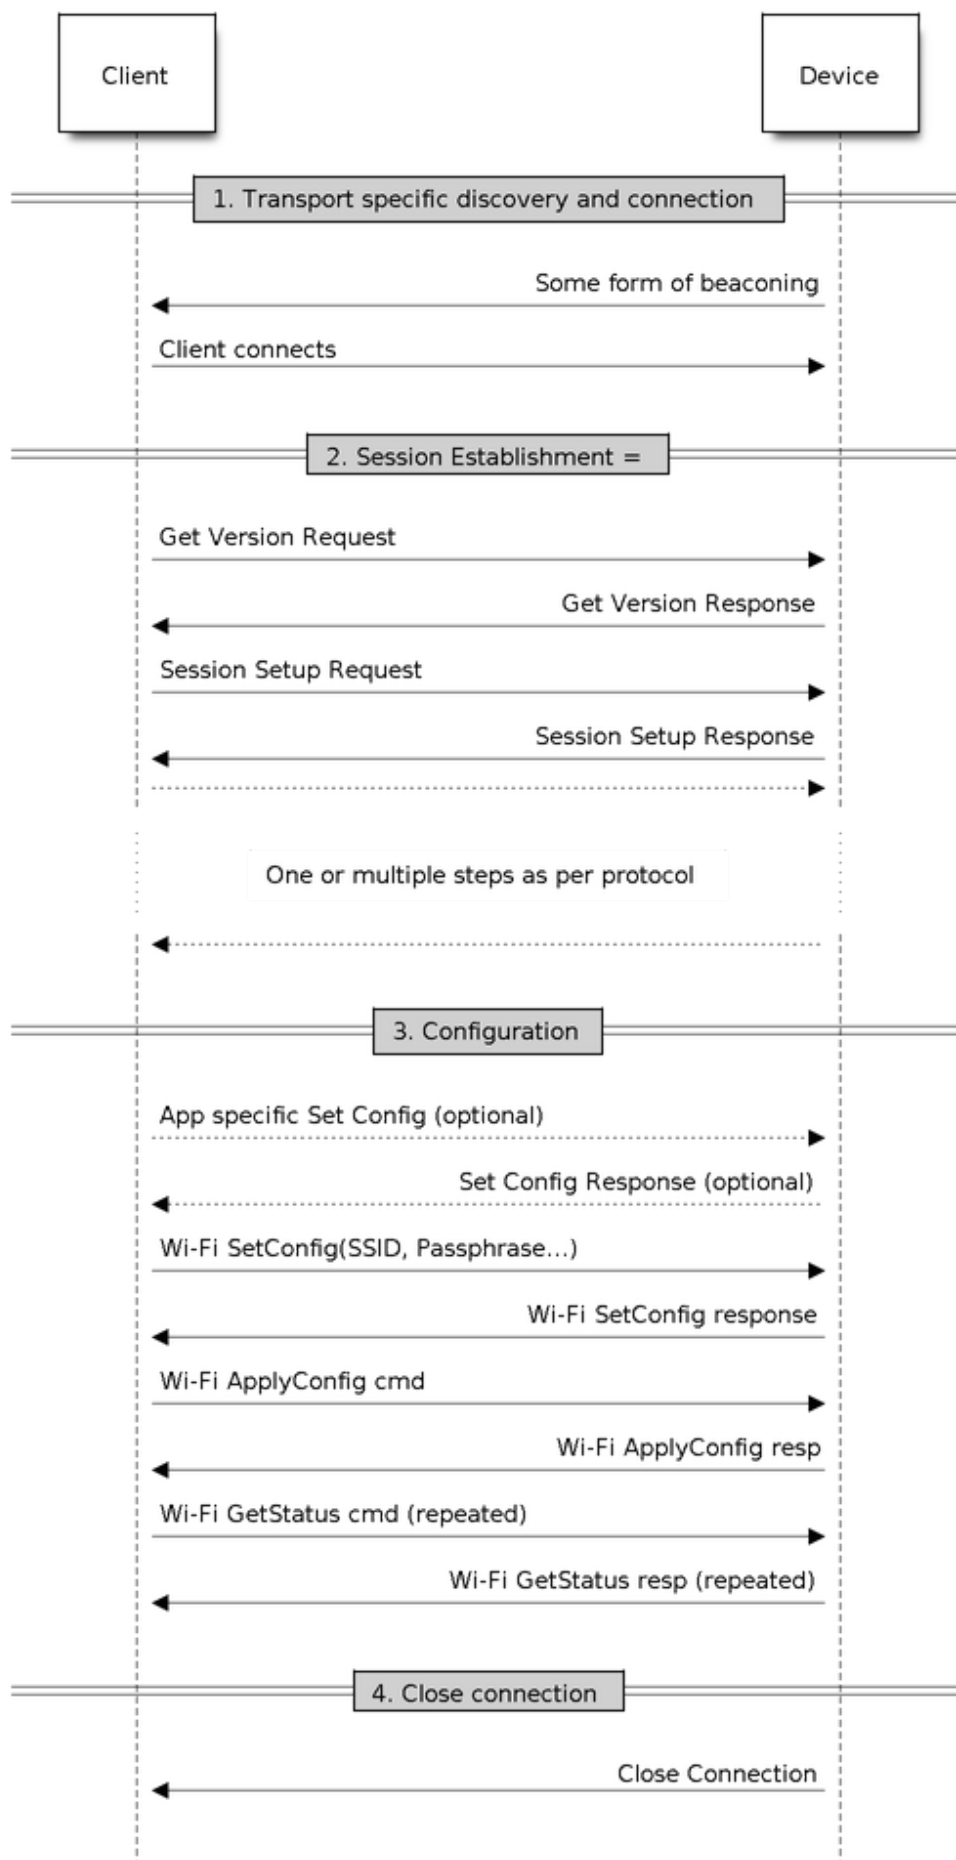 Client
Device
1. Transport specific discovery and connection
Some form of beaconing
Client connects
2. Session Establishment =
Get Version Request
Get Version Response
Session Setup Request
Session Setup Response
One or multiple steps as per protocol
3. Configuration
App specific Set Config (optional)
Set Config Response (optional)
Wi-Fi SetConfig(SSID, Passphrase...)
Wi-Fi SetConfig response
Wi-Fi ApplyConfig cmd
Wi-Fi ApplyConfig resp
Wi-Fi GetStatus cmd (repeated)
Wi-Fi GetStatus resp (repeated)
4. Close connection
Close Connection